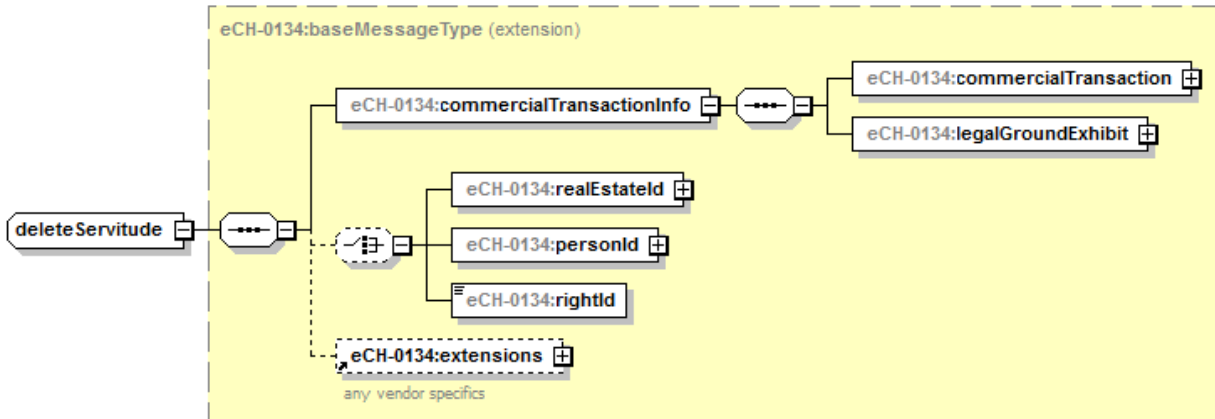 eCH-0134:baseMessageType (extension)
eCH-0134:commercialTransactionInfo
eCH-0134:commercialTransaction
eCH-0134:legalGroundExhibit
eCH-0134:realEstateId
deleteServitude
eCH-0134:personId
eCH-0134:rightId
eCH-0134:extensions
any vendor specifics